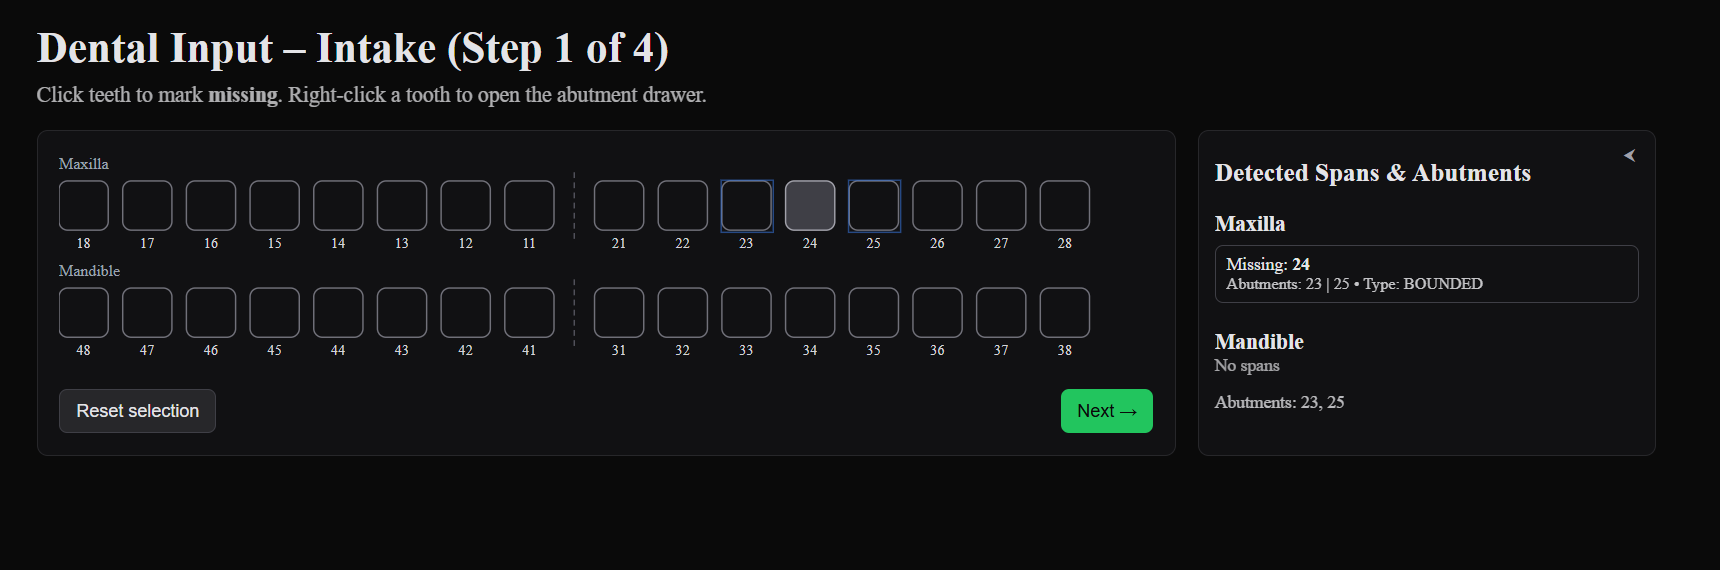 Dental Input – Intake (Step 1 of 4)
Click teeth to mark missing. Right-click a tooth to open the abutment drawer.
Maxilla
18 17 16 15 14 13 12 11 21 22 23 24 25 26 27 28
Mandible
48 47 46 45 44 43 42 41 31 32 33 34 35 36 37 38
Reset selection
Next →
Detected Spans & Abutments
Maxilla
Missing: 24
Abutments: 23 | 25 • Type: BOUNDED
Mandible
No spans
Abutments: 23, 25